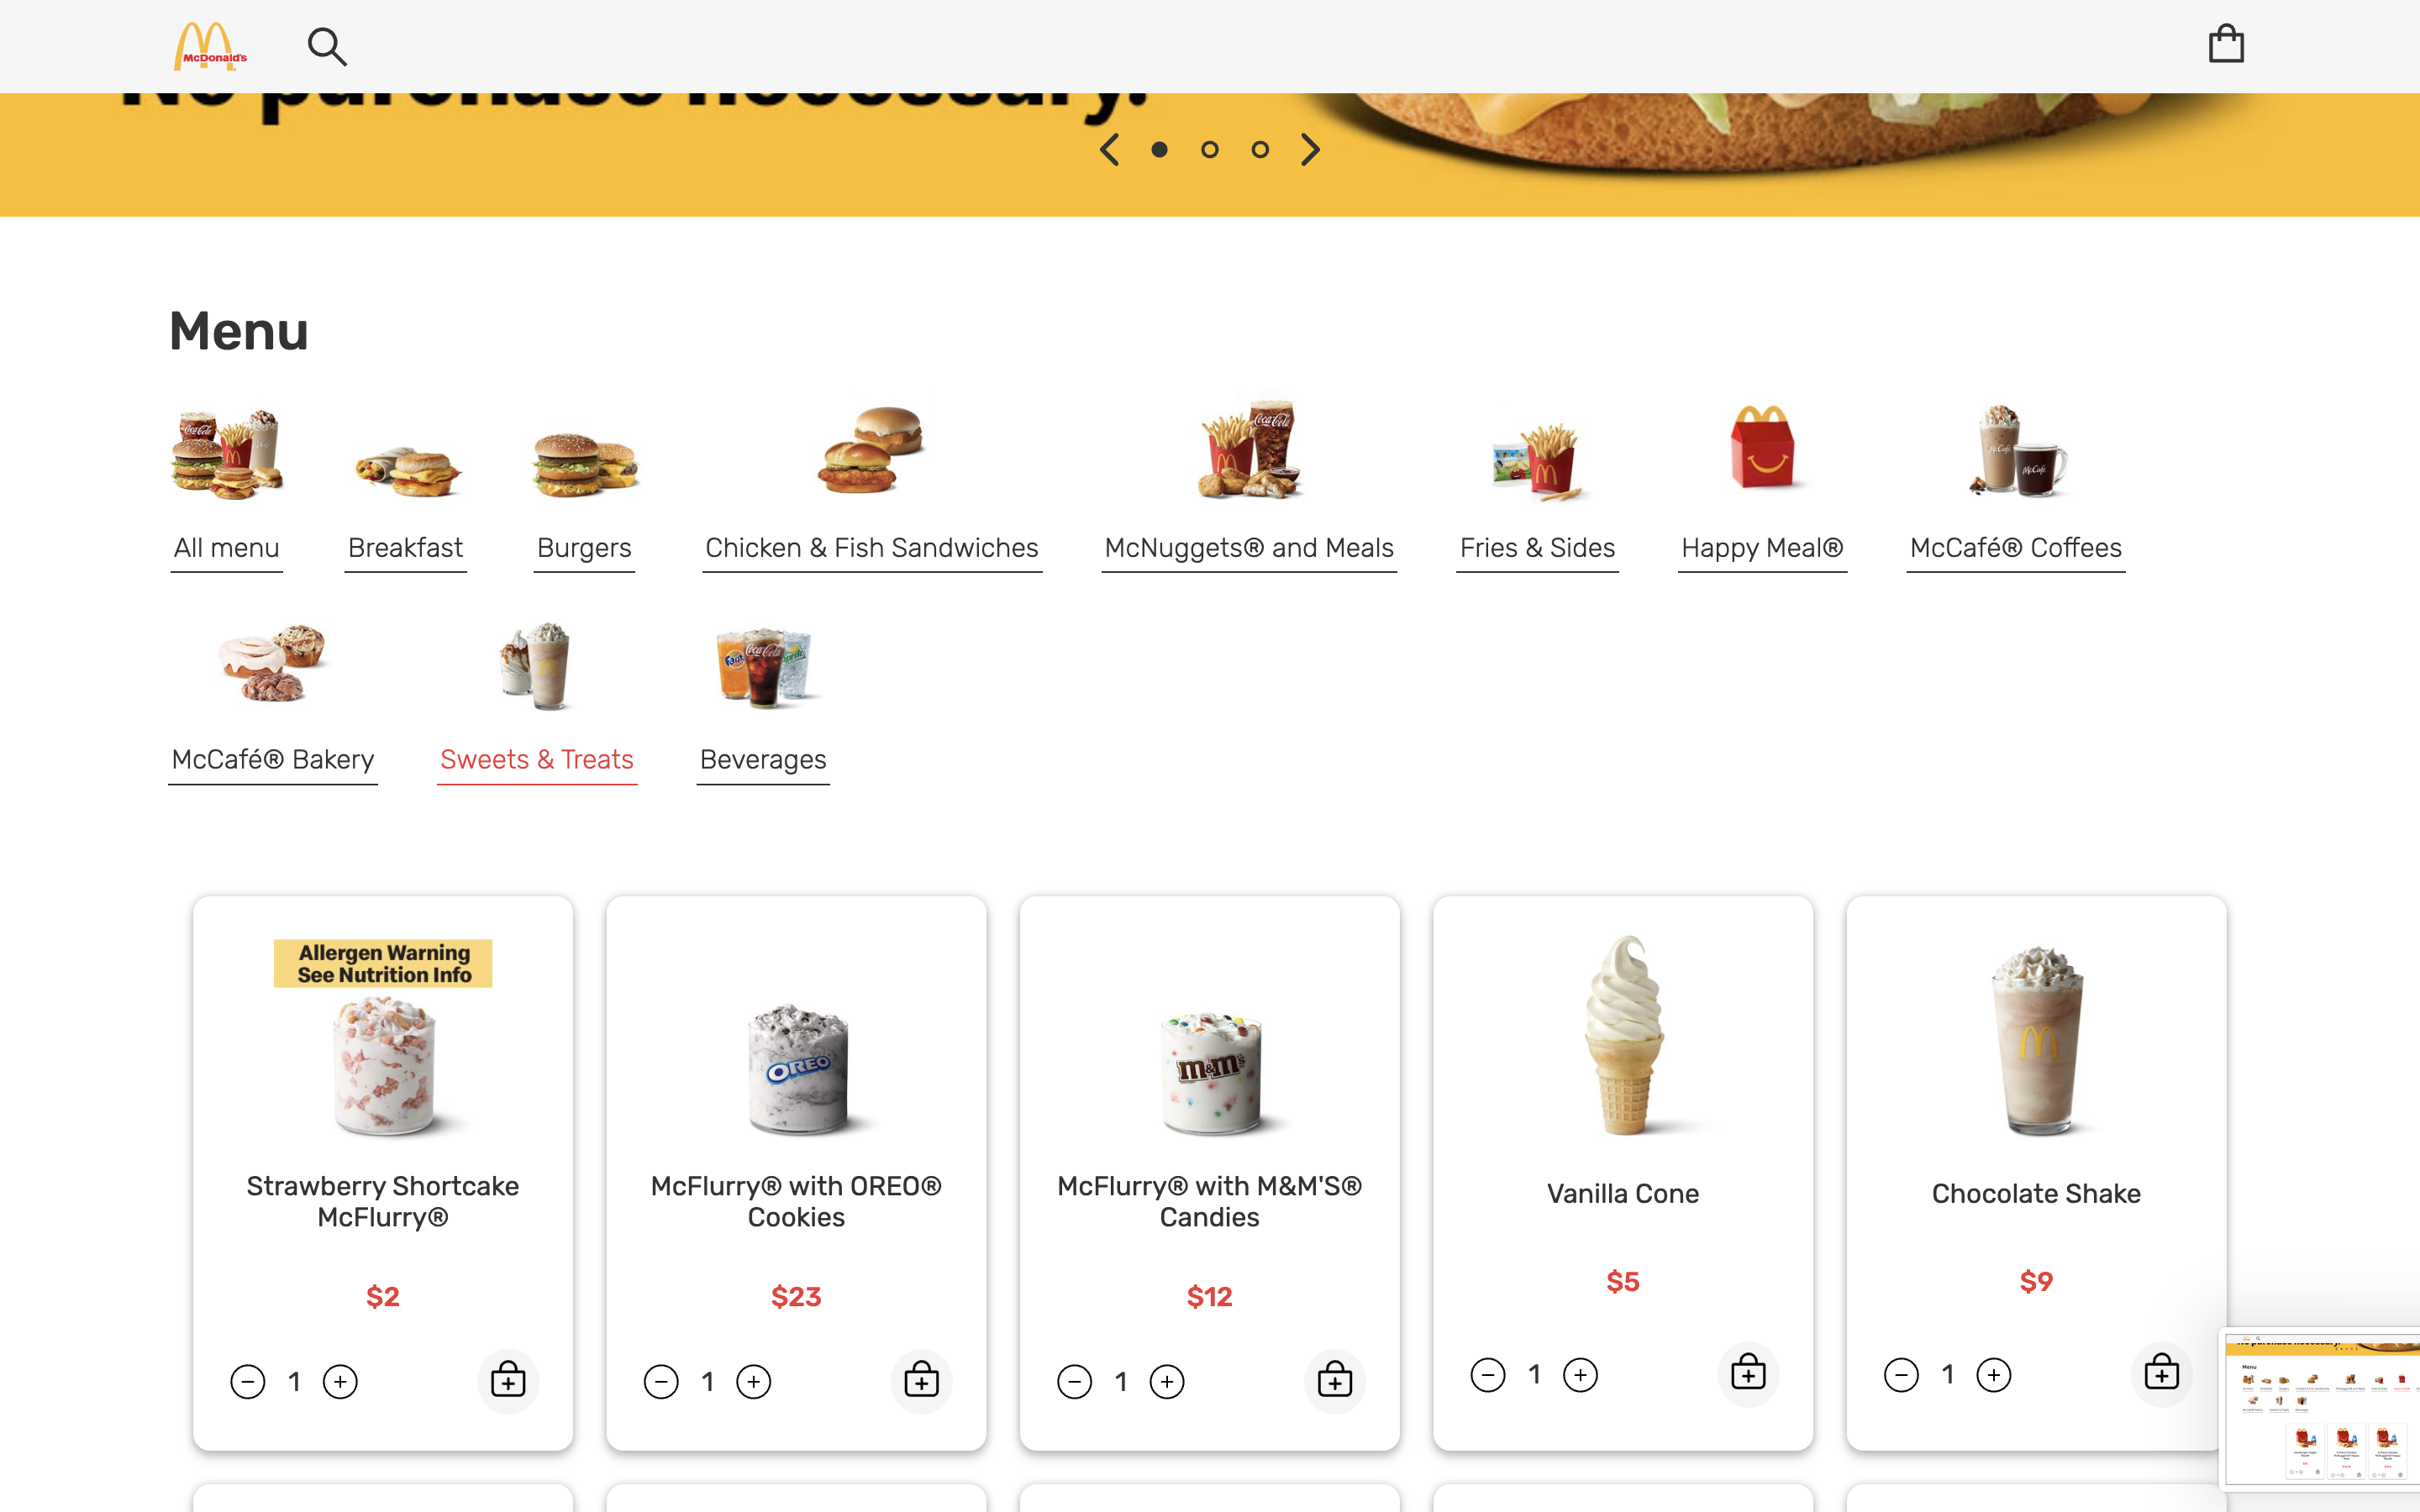 McDonald's
No purchase necessary.
Menu
All menu
Breakfast
Burgers
Chicken & Fish Sandwiches
McNuggets® and Meals
Fries & Sides
Happy Meal®
McCafé® Coffees
McCafé® Bakery
Sweets & Treats
Beverages
Allergen Warning
See Nutrition Info
OREO
m&m's
Strawberry Shortcake
McFlurry®
McFlurry® with OREO®
Cookies
McFlurry® with M&M'S®
Candies
Vanilla Cone
Chocolate Shake
$2
$23
$12
$5
$9
1
1
1
1
1
Menu